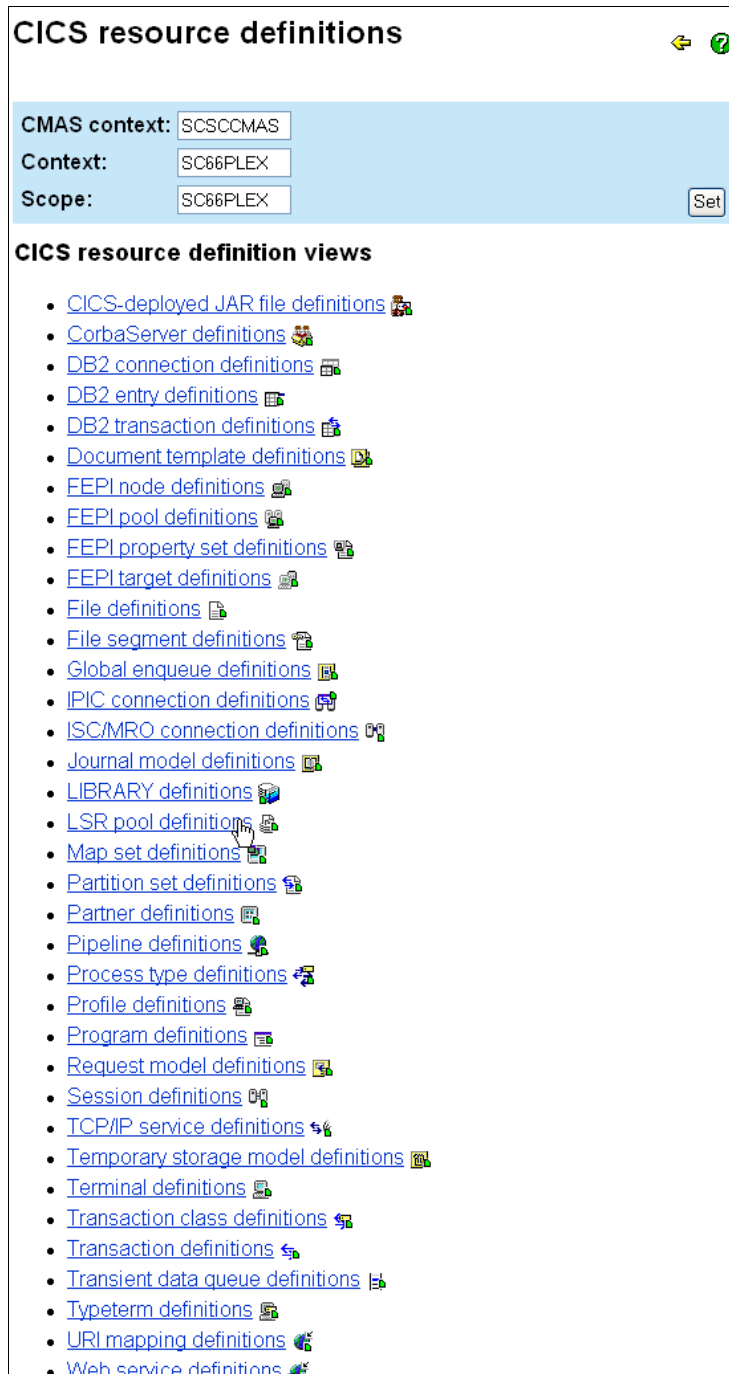 CICS resource definitions
CMAS context: SCSCCMAS
Context: SC66PLEX
Scope: SC66PLEX
Set
CICS resource definition views
CICS-deployed JAR file definitions
CorbaServer definitions
DB2 connection definitions
DB2 entry definitions
DB2 transaction definitions
Document template definitions
FEPI node definitions
FEPI pool definitions
FEPI property set definitions
FEPI target definitions
File definitions
File segment definitions
Global enqueue definitions
IPIC connection definitions
ISC/MRO connection definitions
Journal model definitions
LIBRARY definitions
LSR pool definitions
Map set definitions
Partition set definitions
Partner definitions
Pipeline definitions
Process type definitions
Profile definitions
Program definitions
Request model definitions
Session definitions
TCP/IP service definitions
Temporary storage model definitions
Terminal definitions
Transaction class definitions
Transaction definitions
Transient data queue definitions
Typeterm definitions
URI mapping definitions
Web service definitions